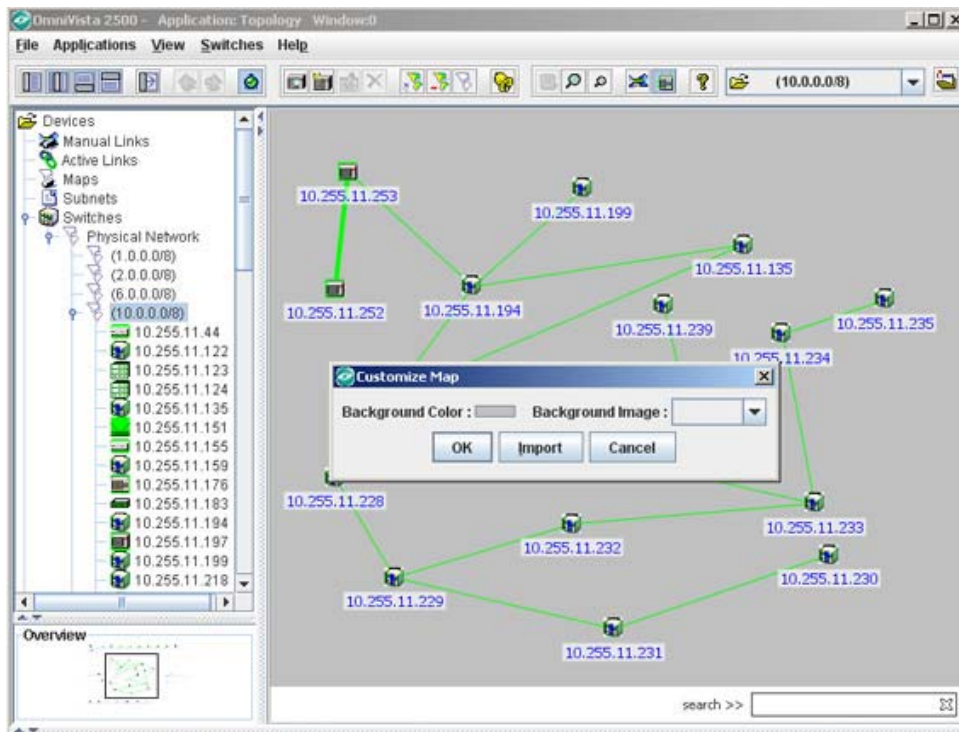 OmniVista 2500 - Application: Topology Window:0
File Applications View Switches Help
(10.0.0.0/8)
Devices
Manual Links
Active Links
Maps
Subnets
Switches
Physical Network
(1.0.0.0/8)
(2.0.0.0/8)
(6.0.0.0/8)
(10.0.0.0/8)
10.255.11.44
10.255.11.122
10.255.11.123
10.255.11.124
10.255.11.135
10.255.11.151
10.255.11.155
10.255.11.159
10.255.11.176
10.255.11.183
10.255.11.194
10.255.11.197
10.255.11.199
10.255.11.218
Overview
10.255.11.253
10.255.11.199
10.255.11.135
10.255.11.252
10.255.11.194
10.255.11.239
10.255.11.235
10.255.11.234
Customize Map
Background Color : Background Image :
OK Import Cancel
10.255.11.228
10.255.11.233
10.255.11.232
10.255.11.230
10.255.11.229
10.255.11.231
search >>